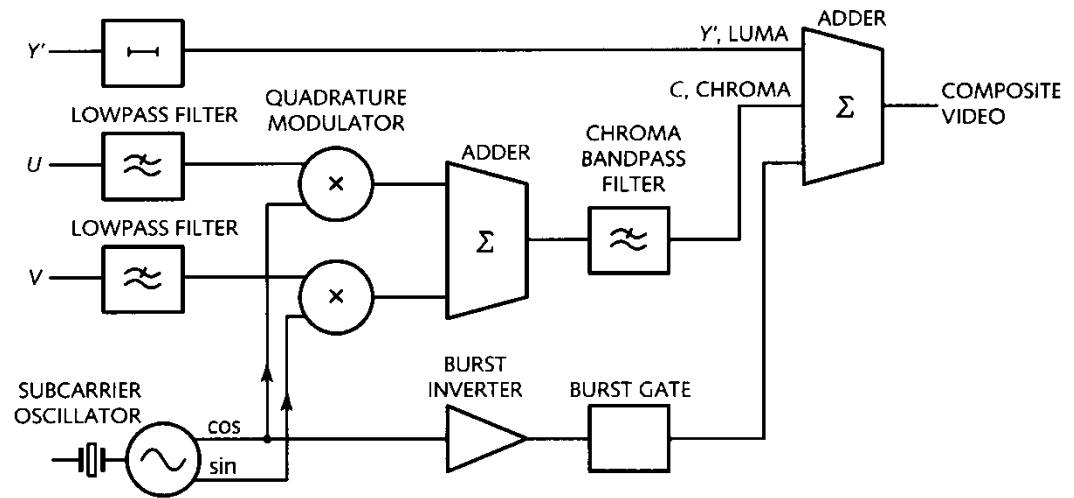 ADDER
Y'
Y', LUMA
LOWPASS FILTER
QUADRATURE
MODULATOR
C, CHROMA
COMPOSITE
VIDEO
Σ
U
×
ADDER
CHROMA
BANDPASS
FILTER
LOWPASS FILTER
Σ
V
×
SUBCARRIER
OSCILLATOR
cos
sin
BURST
INVERTER
BURST GATE